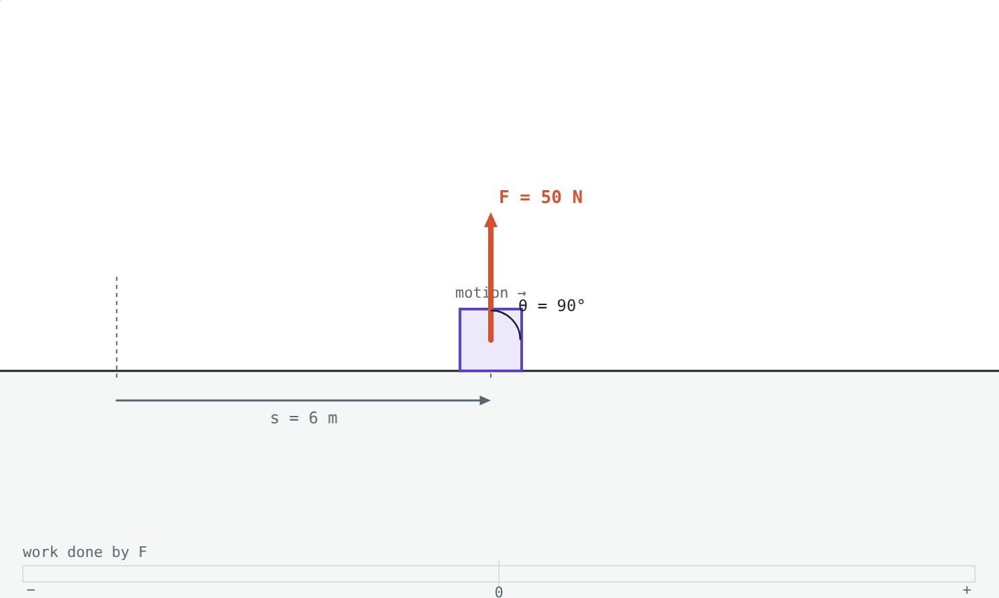 F = 50 N
motion →
θ = 90°
s = 6 m
work done by F
− 0 +